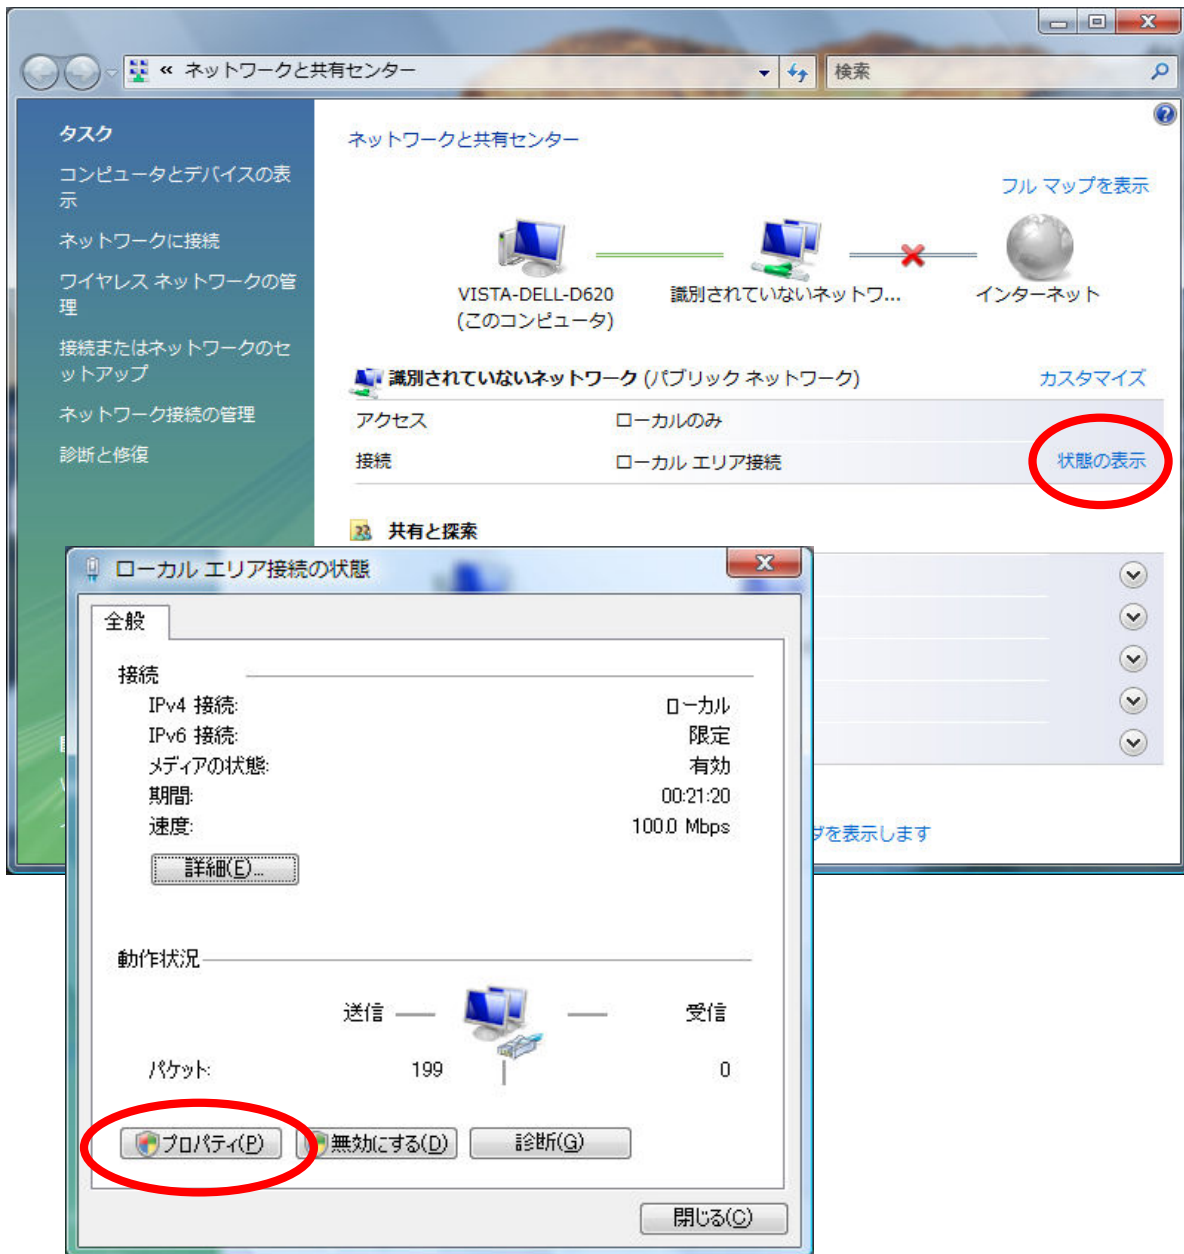 « ネットワークと共有センター
検索
タスク
コンピュータとデバイスの表
示
ネットワークに接続
ワイヤレス ネットワークの管
理
接続またはネットワークのセ
ットアップ
ネットワーク接続の管理
診断と修復
ネットワークと共有センター
フル マップを表示
VISTA-DELL-D620
(このコンピュータ)
識別されていないネットワ...
インターネット
識別されていないネットワーク (パブリック ネットワーク)
カスタマイズ
アクセス
ローカルのみ
接続
ローカル エリア接続
状態の表示
共有と探索
ダを表示します
ローカル エリア接続の状態
全般
接続
IPv4 接続:
ローカル
IPv6 接続:
限定
メディアの状態:
有効
期間:
00:21:20
速度:
100.0 Mbps
詳細(E)...
動作状況
送信
受信
パケット:
199
0
プロパティ(P)
無効にする(D)
診断(G)
閉じる(C)